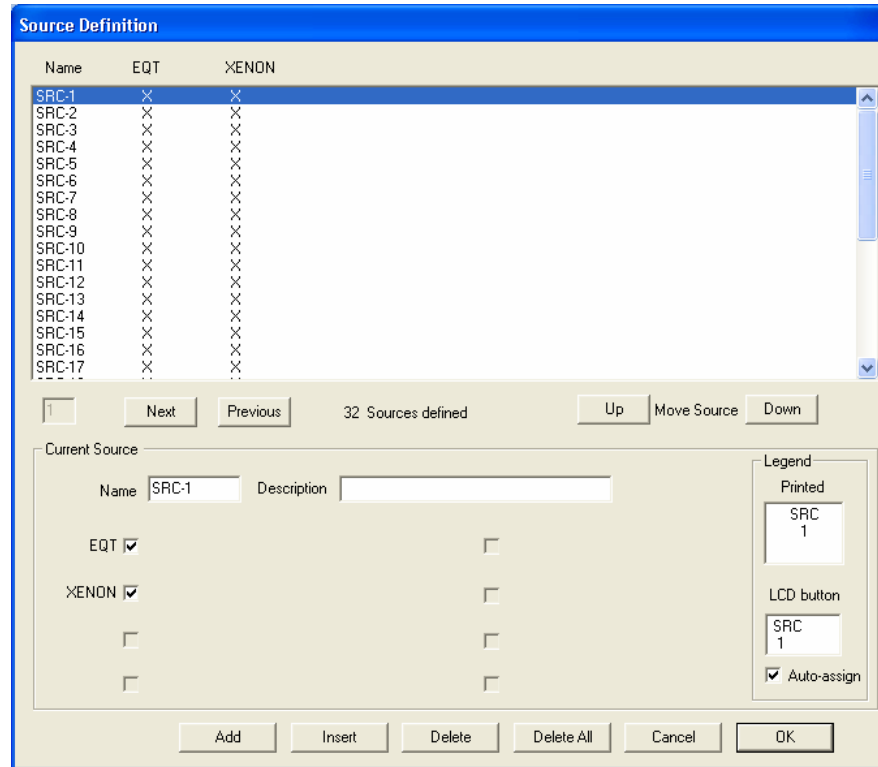 Source Definition
Name EQT XENON
SRC-1 X X
SRC-2 X X
SRC-3 X X
SRC-4 X X
SRC-5 X X
SRC-6 X X
SRC-7 X X
SRC-8 X X
SRC-9 X X
SRC-10 X X
SRC-11 X X
SRC-12 X X
SRC-13 X X
SRC-14 X X
SRC-15 X X
SRC-16 X X
SRC-17 X X
1 Next Previous 32 Sources defined Up Move Source Down
Current Source
Name SRC-1 Description
EQT
XENON
Legend
Printed
SRC
1
LCD button
SRC
1
Auto-assign
Add Insert Delete Delete All Cancel OK